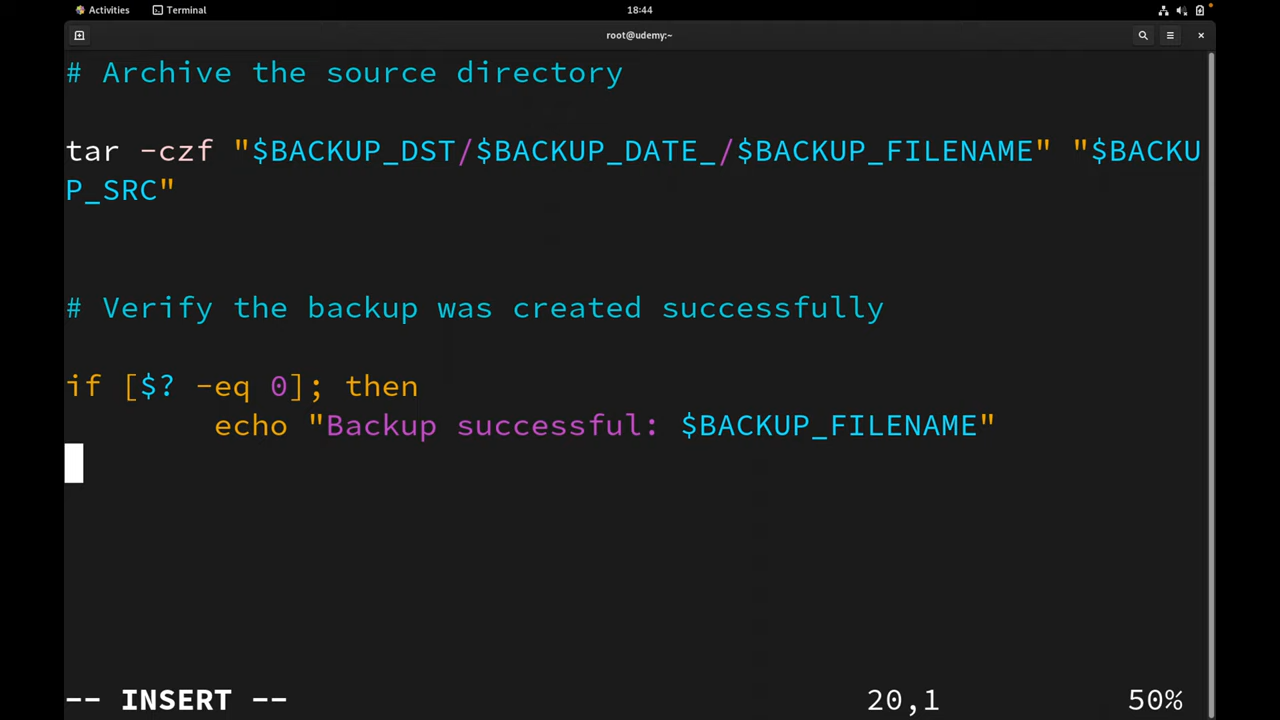 Activities Terminal 18:44
root@udemy:~
# Archive the source directory
tar -czf "$BACKUP_DST/$BACKUP_DATE_/$BACKUP_FILENAME" "$BACKU
P_SRC"
# Verify the backup was created successfully
if [$? -eq 0]; then
echo "Backup successful: $BACKUP_FILENAME"
-- INSERT -- 20,1 50%